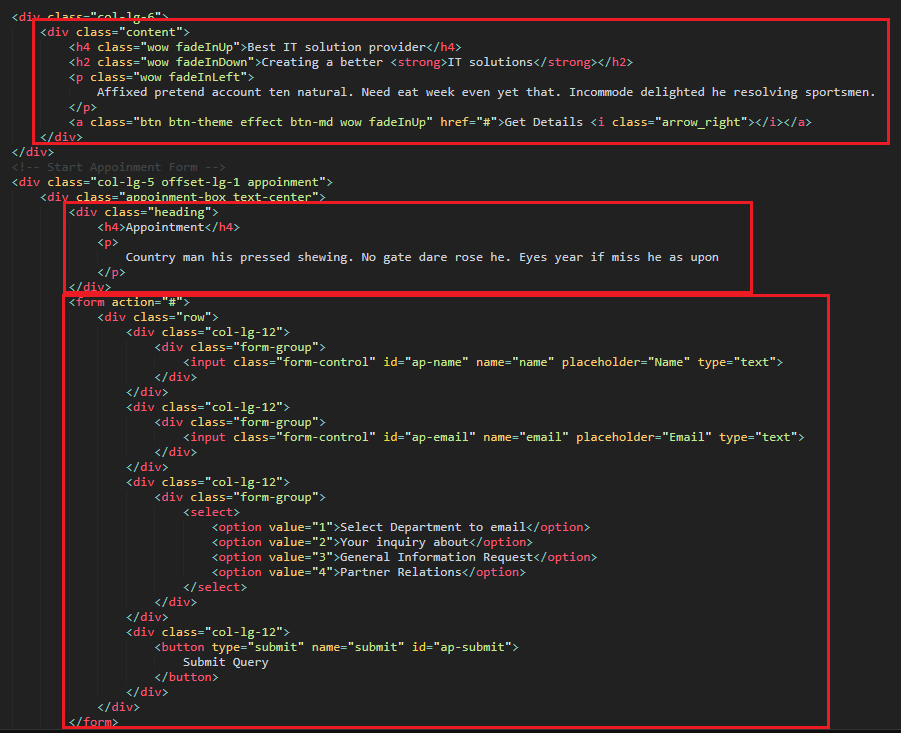 <div class="col-lg-6">
<div class="content">
<h4 class="wow fadeInUp">Best IT solution provider</h4>
<h2 class="wow fadeInDown">Creating a better <strong>IT solutions</strong></h2>
<p class="wow fadeInLeft">
Affixed pretend account ten natural. Need eat week even yet that. Incommode delighted he resolving sportsmen.
</p>
<a class="btn btn-theme effect btn-md wow fadeInUp" href="#">Get Details <i class="arrow_right"></i></a>
</div>
</div>
<!-- Start Appoinment Form -->
<div class="col-lg-5 offset-lg-1 appoinment">
<div class="appoinment-box text-center">
<div class="heading">
<h4>Appointment</h4>
<p>
Country man his pressed shewing. No gate dare rose he. Eyes year if miss he as upon
</p>
</div>
<form action="#">
<div class="row">
<div class="col-lg-12">
<div class="form-group">
<input class="form-control" id="ap-name" name="name" placeholder="Name" type="text">
</div>
</div>
<div class="col-lg-12">
<div class="form-group">
<input class="form-control" id="ap-email" name="email" placeholder="Email" type="text">
</div>
</div>
<div class="col-lg-12">
<div class="form-group">
<select>
<option value="1">Select Department to email</option>
<option value="2">Your inquiry about</option>
<option value="3">General Information Request</option>
<option value="4">Partner Relations</option>
</select>
</div>
</div>
<div class="col-lg-12">
<button type="submit" name="submit" id="ap-submit">
Submit Query
</button>
</div>
</div>
</form>